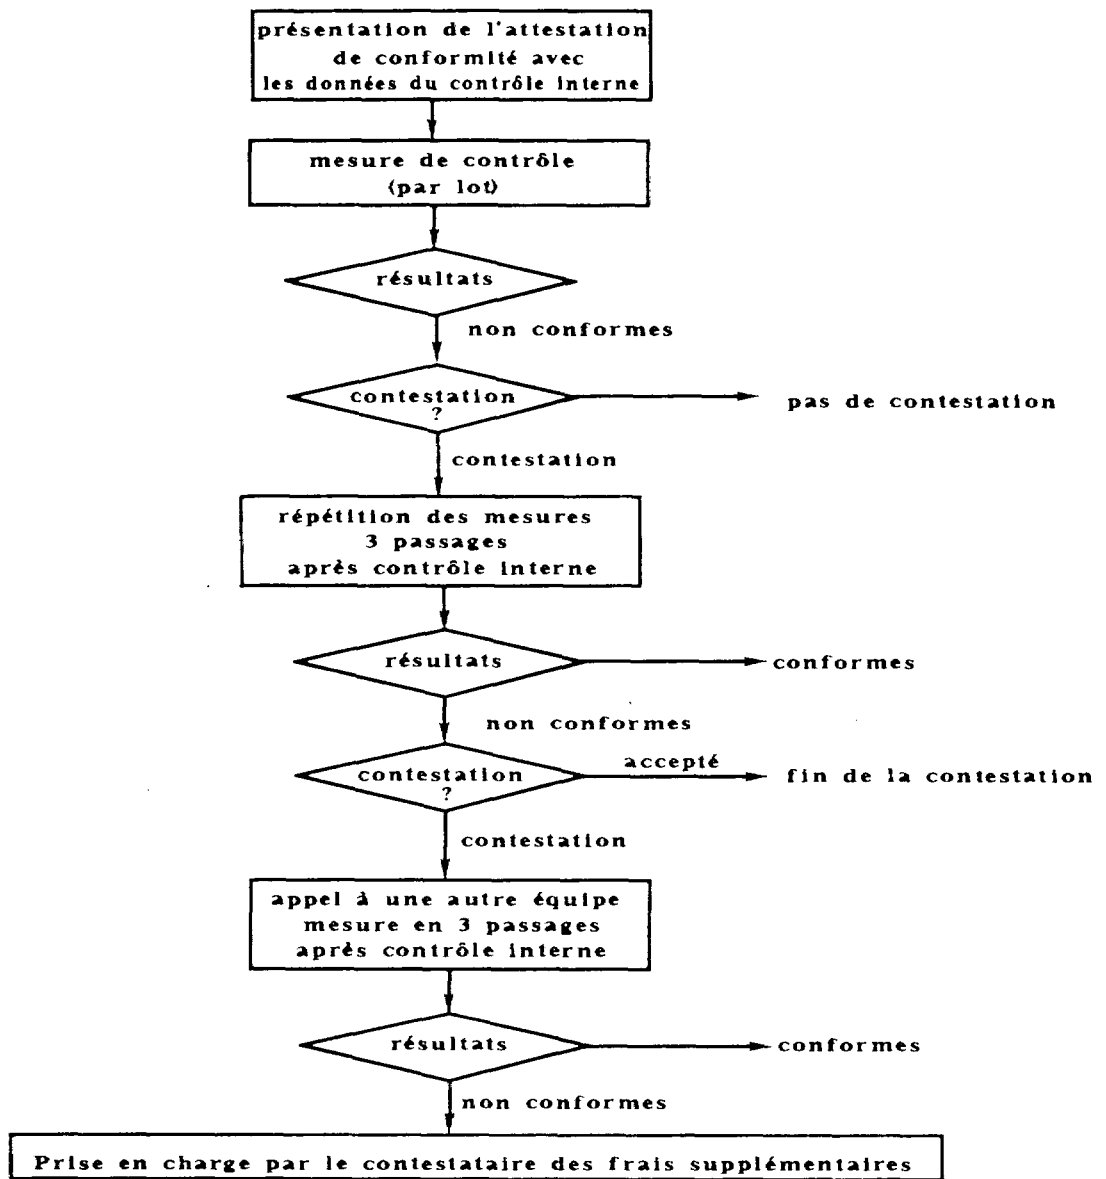 présentation de l'attestation
de conformité avec
les données du contrôle interne
mesure de contrôle
(par lot)
résultats
non conformes
contestation
?
pas de contestation
contestation
répétition des mesures
3 passages
après contrôle interne
résultats
conformes
non conformes
contestation
?
accepté
fin de la contestation
contestation
appel à une autre équipe
mesure en 3 passages
après contrôle interne
résultats
conformes
non conformes
Prise en charge par le contestataire des frais supplémentaires